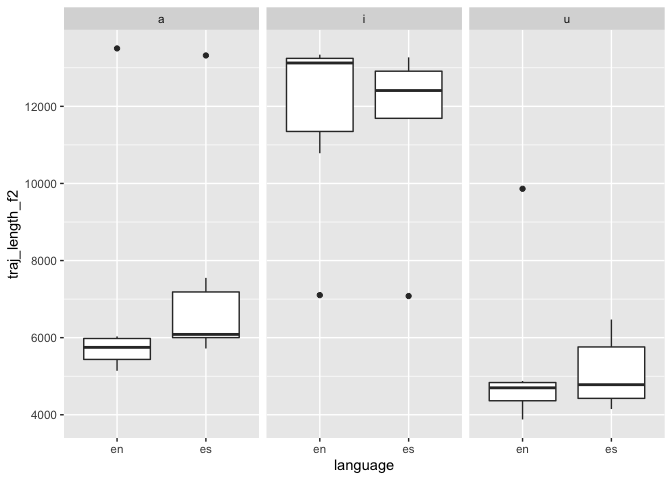 a i u
traj_length_f2
12000
10000
8000
6000
4000
en es en es en es
language